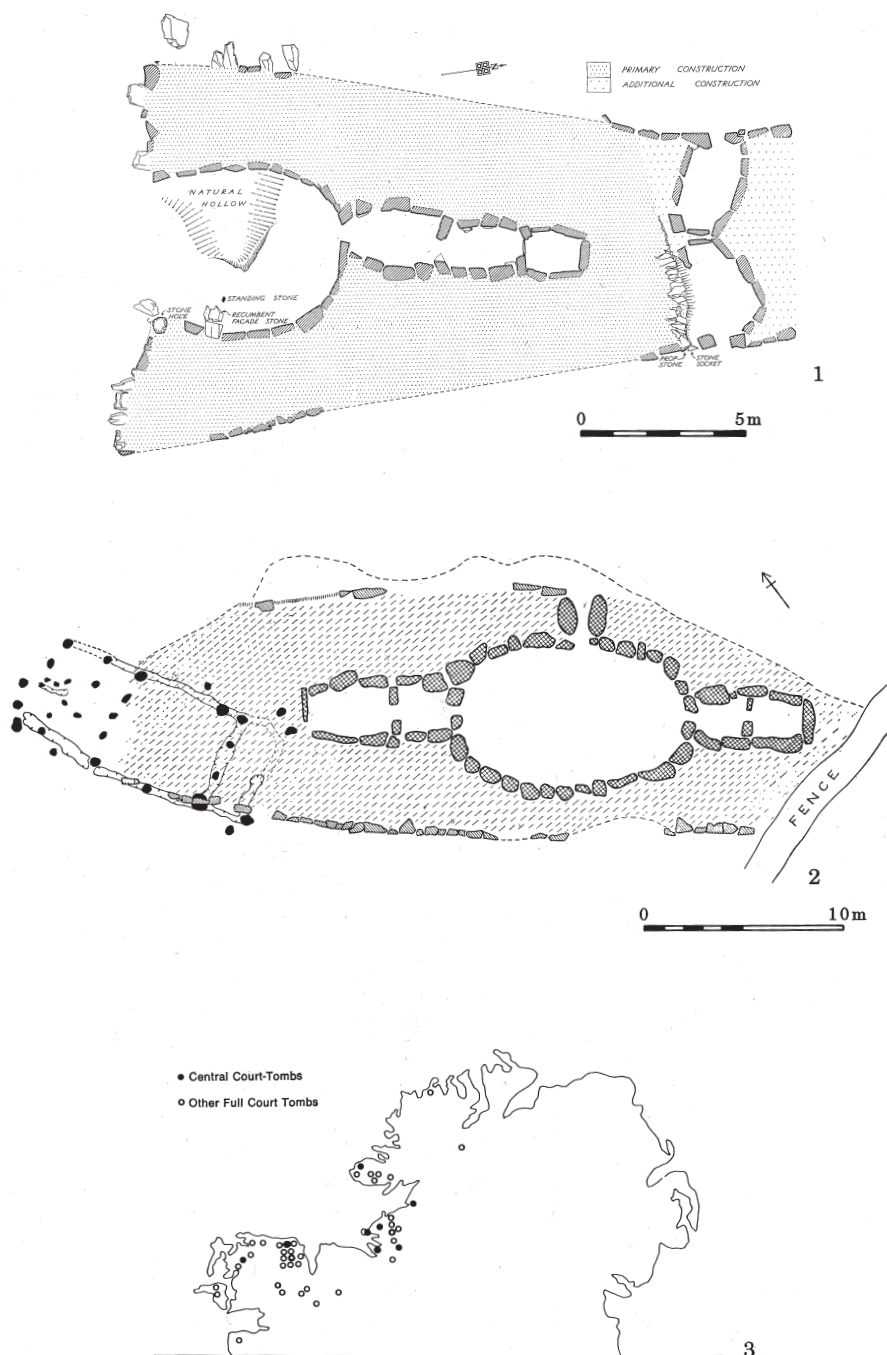 N
PRIMARY CONSTRUCTION
ADDITIONAL CONSTRUCTION
NATURAL
HOLLOW
STANDING STONE
STONE
HOLE
RECUMBENT
FAÇADE STONE
PROP
STONE
STONE
SOCKET
1
0 5m
FENCE
2
0 10m
Central Court-Tombs
Other Full Court Tombs
3